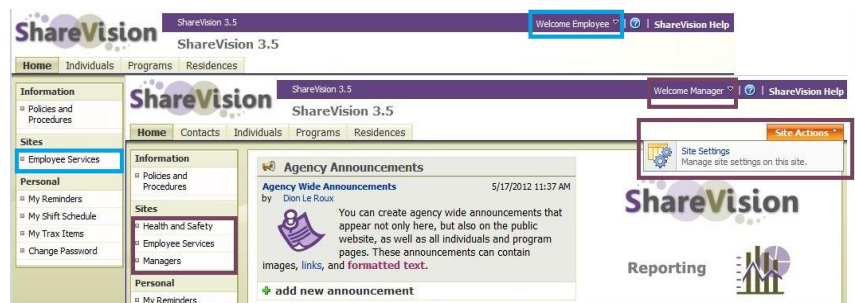 ShareVision
ShareVision 3.5
Welcome Employee
ShareVision Help
ShareVision 3.5
Home Individuals Programs Residences
Information
Policies and
Procedures
Sites
Employee Services
Personal
My Reminders
My Shift Schedule
My Trax Items
Change Password
ShareVision
ShareVision 3.5
Welcome Manager
ShareVision Help
ShareVision 3.5
Home Contacts Individuals Programs Residences
Site Actions
Site Settings
Manage site settings on this site.
Information
Policies and
Procedures
Sites
Health and Safety
Employee Services
Managers
Personal
My Reminders
Agency Announcements
Agency Wide Announcements 5/17/2012 11:37 AM
by Dion Le Roux
You can create agency wide announcements that
appear not only here, but also on the public
website, as well as all individuals and program
pages. These announcements can contain
images, links, and formatted text.
add new announcement
ShareVision
Reporting